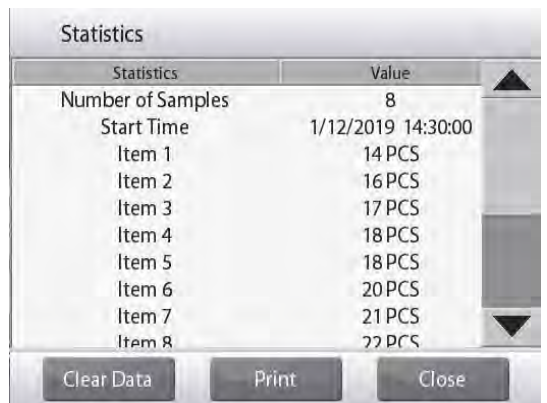 Statistics
Statistics Value
Number of Samples 8
Start Time 1/12/2019 14:30:00
Item 1 14 PCS
Item 2 16 PCS
Item 3 17 PCS
Item 4 18 PCS
Item 5 18 PCS
Item 6 20 PCS
Item 7 21 PCS
Item 8 22 PCS
Clear Data Print Close